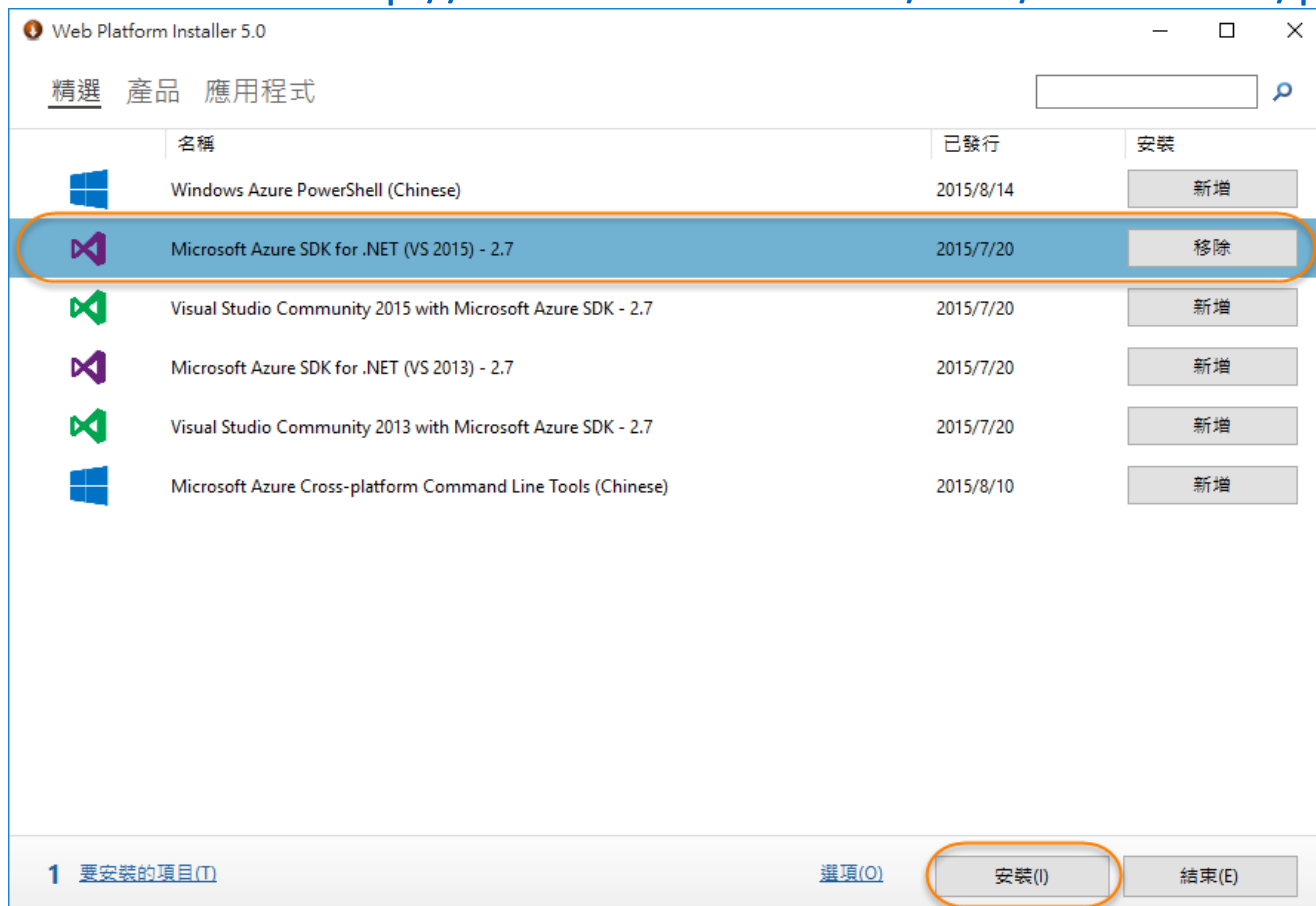 Web Platform Installer 5.0
精選 產品 應用程式
名稱 已發行 安裝
Windows Azure PowerShell (Chinese) 2015/8/14 新增
Microsoft Azure SDK for .NET (VS 2015) - 2.7 2015/7/20 移除
Visual Studio Community 2015 with Microsoft Azure SDK - 2.7 2015/7/20 新增
Microsoft Azure SDK for .NET (VS 2013) - 2.7 2015/7/20 新增
Visual Studio Community 2013 with Microsoft Azure SDK - 2.7 2015/7/20 新增
Microsoft Azure Cross-platform Command Line Tools (Chinese) 2015/8/10 新增
1 要安裝的項目(T) 選項(O) 安裝(I) 結束(E)